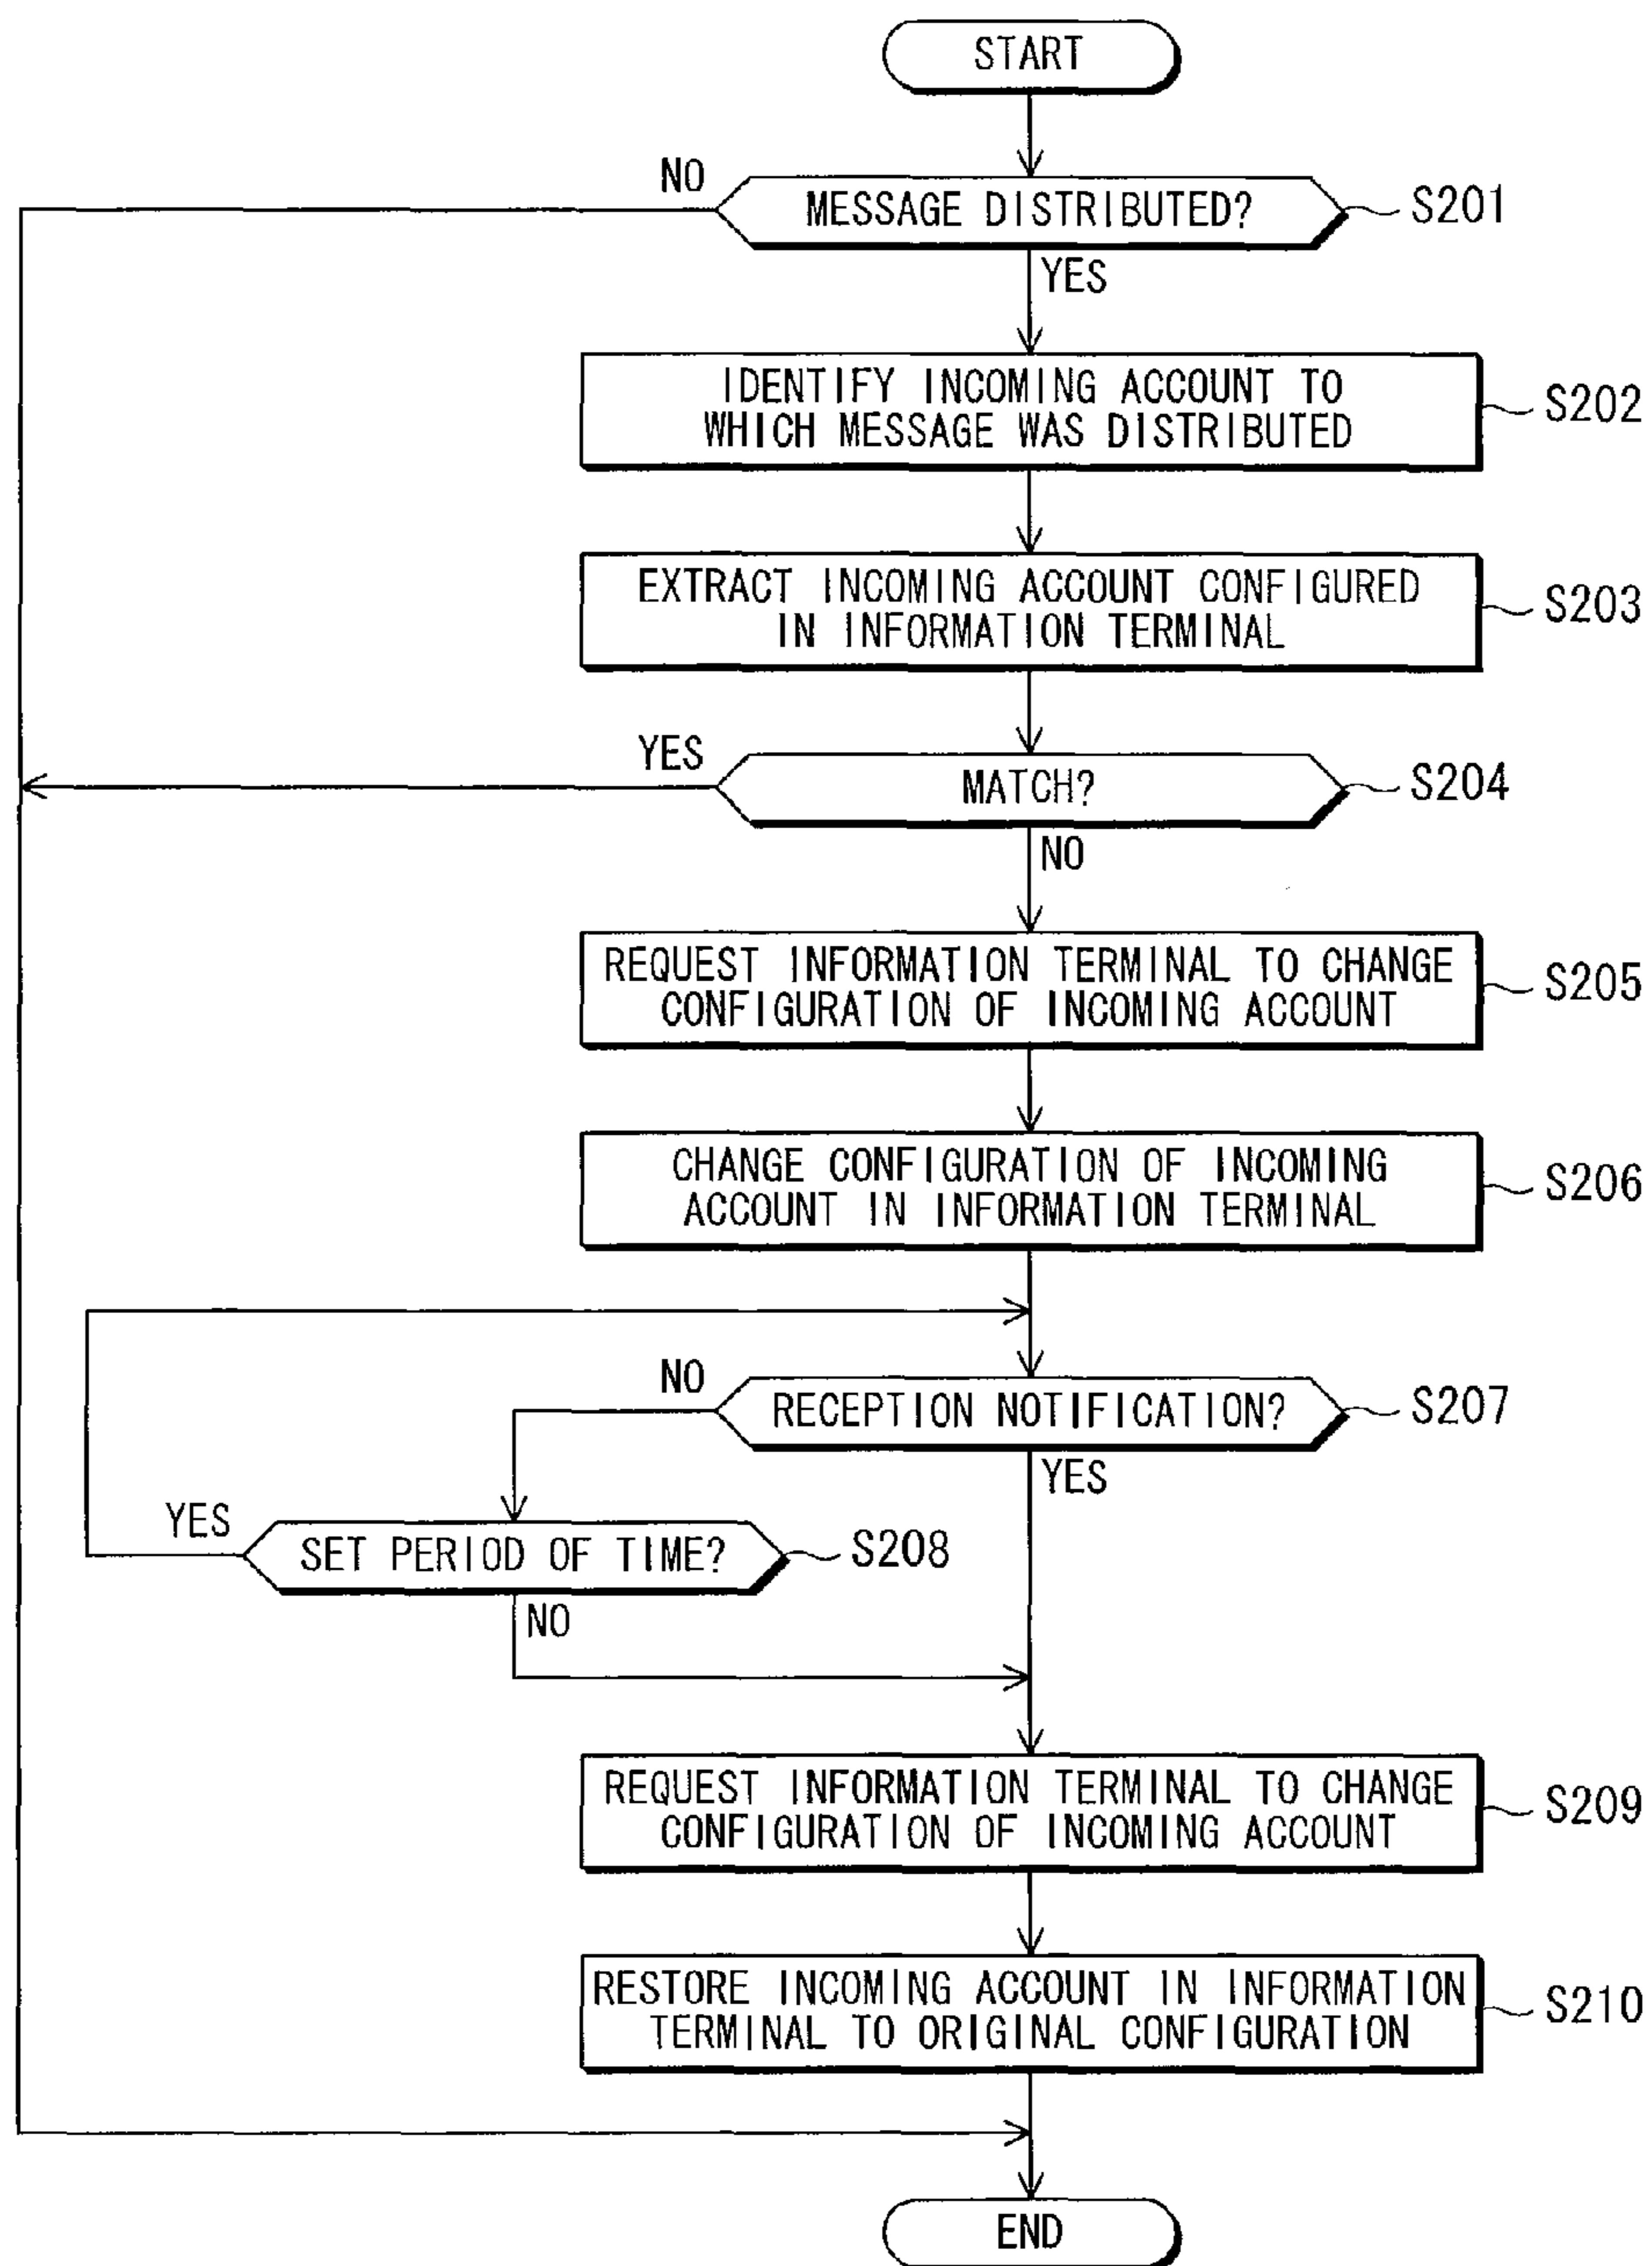 START
NO
MESSAGE DISTRIBUTED?
S201
YES
IDENTIFY INCOMING ACCOUNT TO
WHICH MESSAGE WAS DISTRIBUTED
S202
EXTRACT INCOMING ACCOUNT CONFIGURED
IN INFORMATION TERMINAL
S203
YES
MATCH?
S204
NO
REQUEST INFORMATION TERMINAL TO CHANGE
CONFIGURATION OF INCOMING ACCOUNT
S205
CHANGE CONFIGURATION OF INCOMING
ACCOUNT IN INFORMATION TERMINAL
S206
NO
RECEPTION NOTIFICATION?
S207
YES
YES
SET PERIOD OF TIME?
S208
NO
REQUEST INFORMATION TERMINAL TO CHANGE
CONFIGURATION OF INCOMING ACCOUNT
S209
RESTORE INCOMING ACCOUNT IN INFORMATION
TERMINAL TO ORIGINAL CONFIGURATION
S210
END